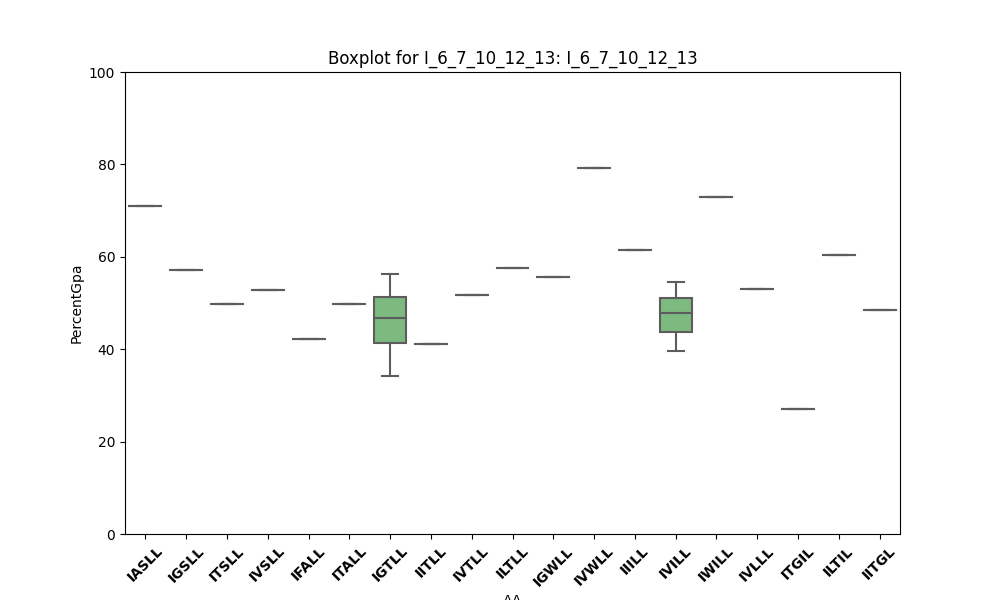 Boxplot for I_6_7_10_12_13: I_6_7_10_12_13
100
80
60
40
20
0
PercentGpa
IASLL
IGSLL
ITSLL
IVSLL
IFALL
ITALL
IGTLL
IITLL
IVTLL
ILTLL
IGWLL
IVWLL
IIILL
IVILL
IWILL
IVLLL
ITGIL
ILTIL
IITGL
AA